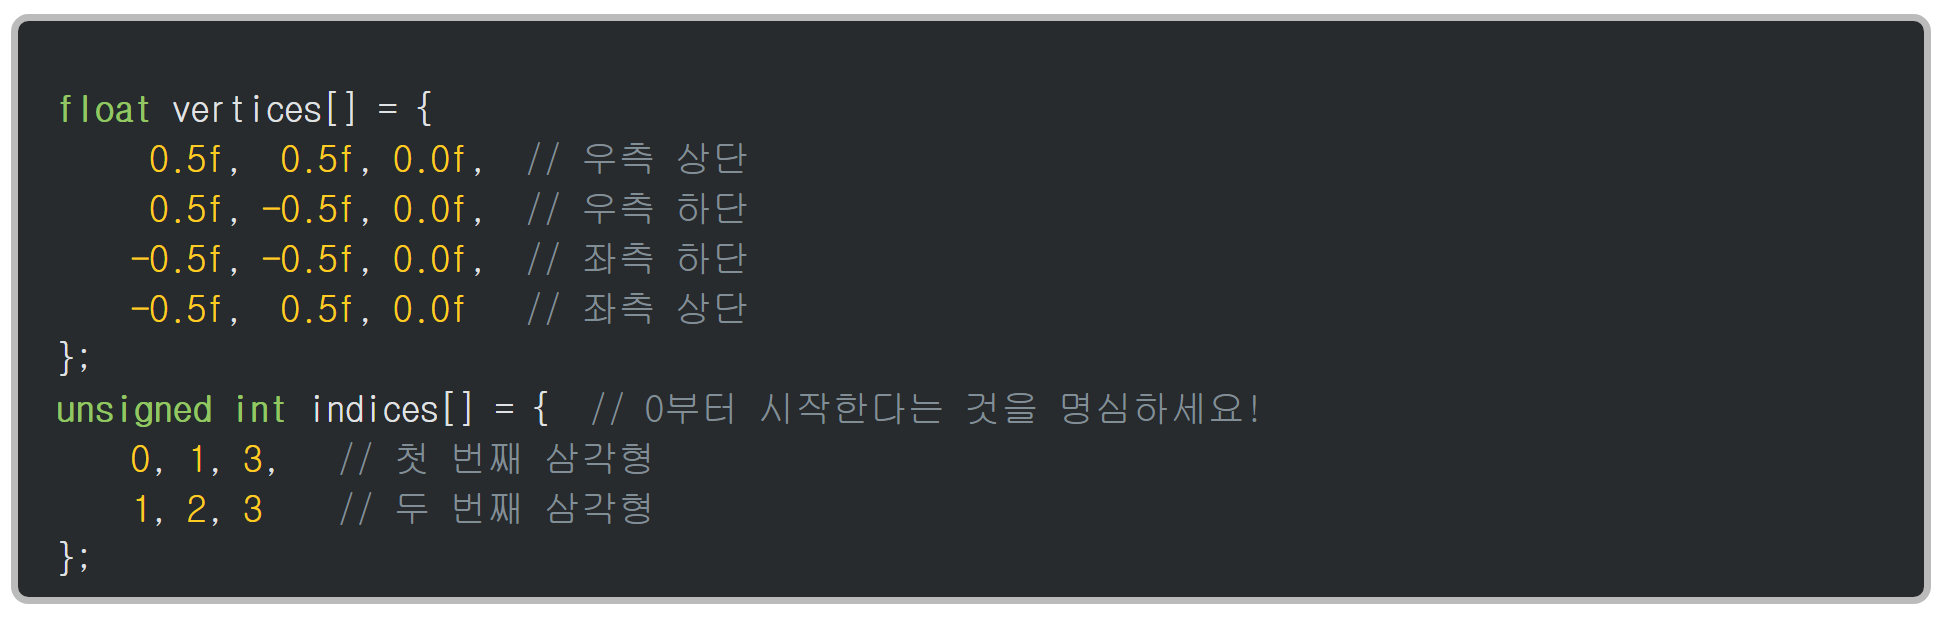 float vertices[] = {
     0.5f,  0.5f, 0.0f,  // 우측 상단
     0.5f, -0.5f, 0.0f,  // 우측 하단
    -0.5f, -0.5f, 0.0f,  // 좌측 하단
    -0.5f,  0.5f, 0.0f   // 좌측 상단
};
unsigned int indices[] = {  // 0부터 시작한다는 것을 명심하세요!
    0, 1, 3,   // 첫 번째 삼각형
    1, 2, 3    // 두 번째 삼각형
};